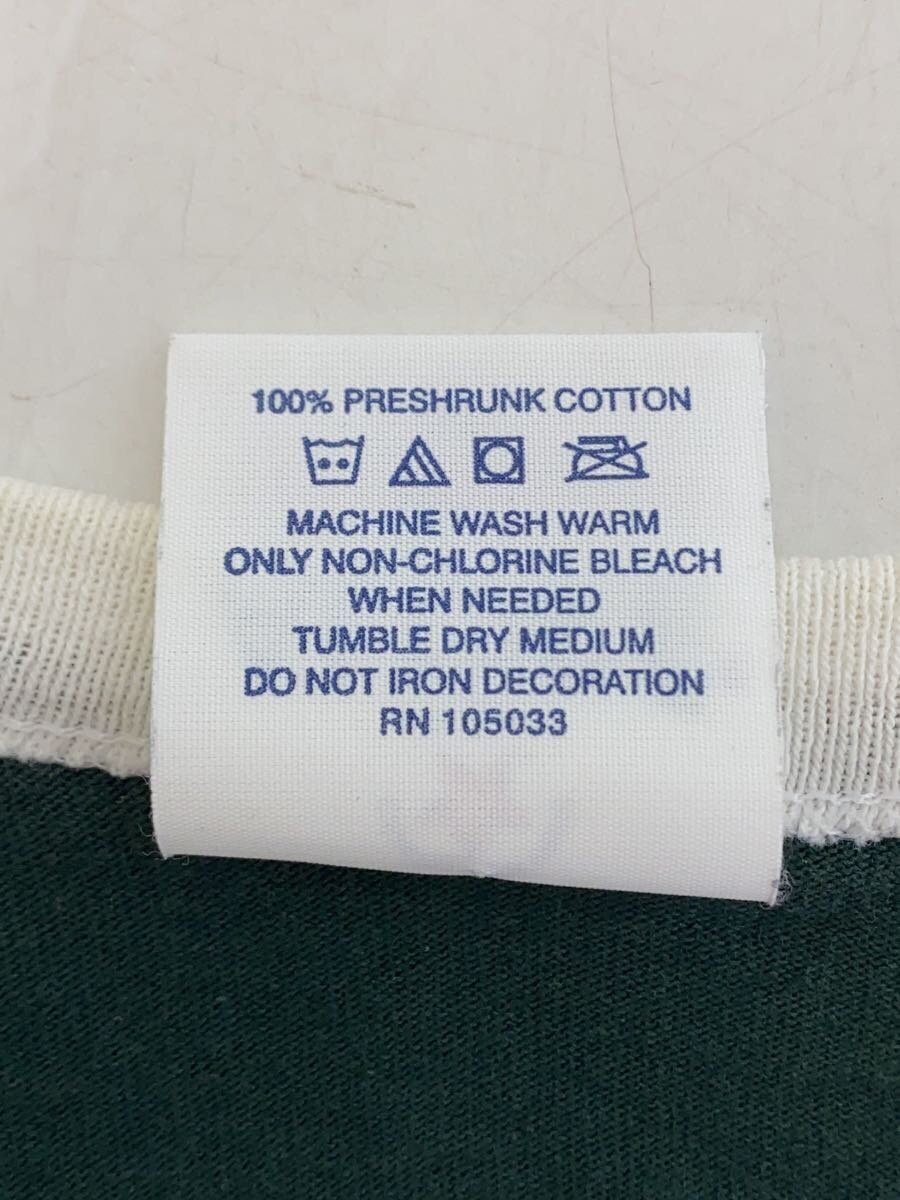 100% PRESHRUNK COTTON
MACHINE WASH WARM
ONLY NON-CHLORINE BLEACH
WHEN NEEDED
TUMBLE DRY MEDIUM
DO NOT IRON DECORATION
RN 105033